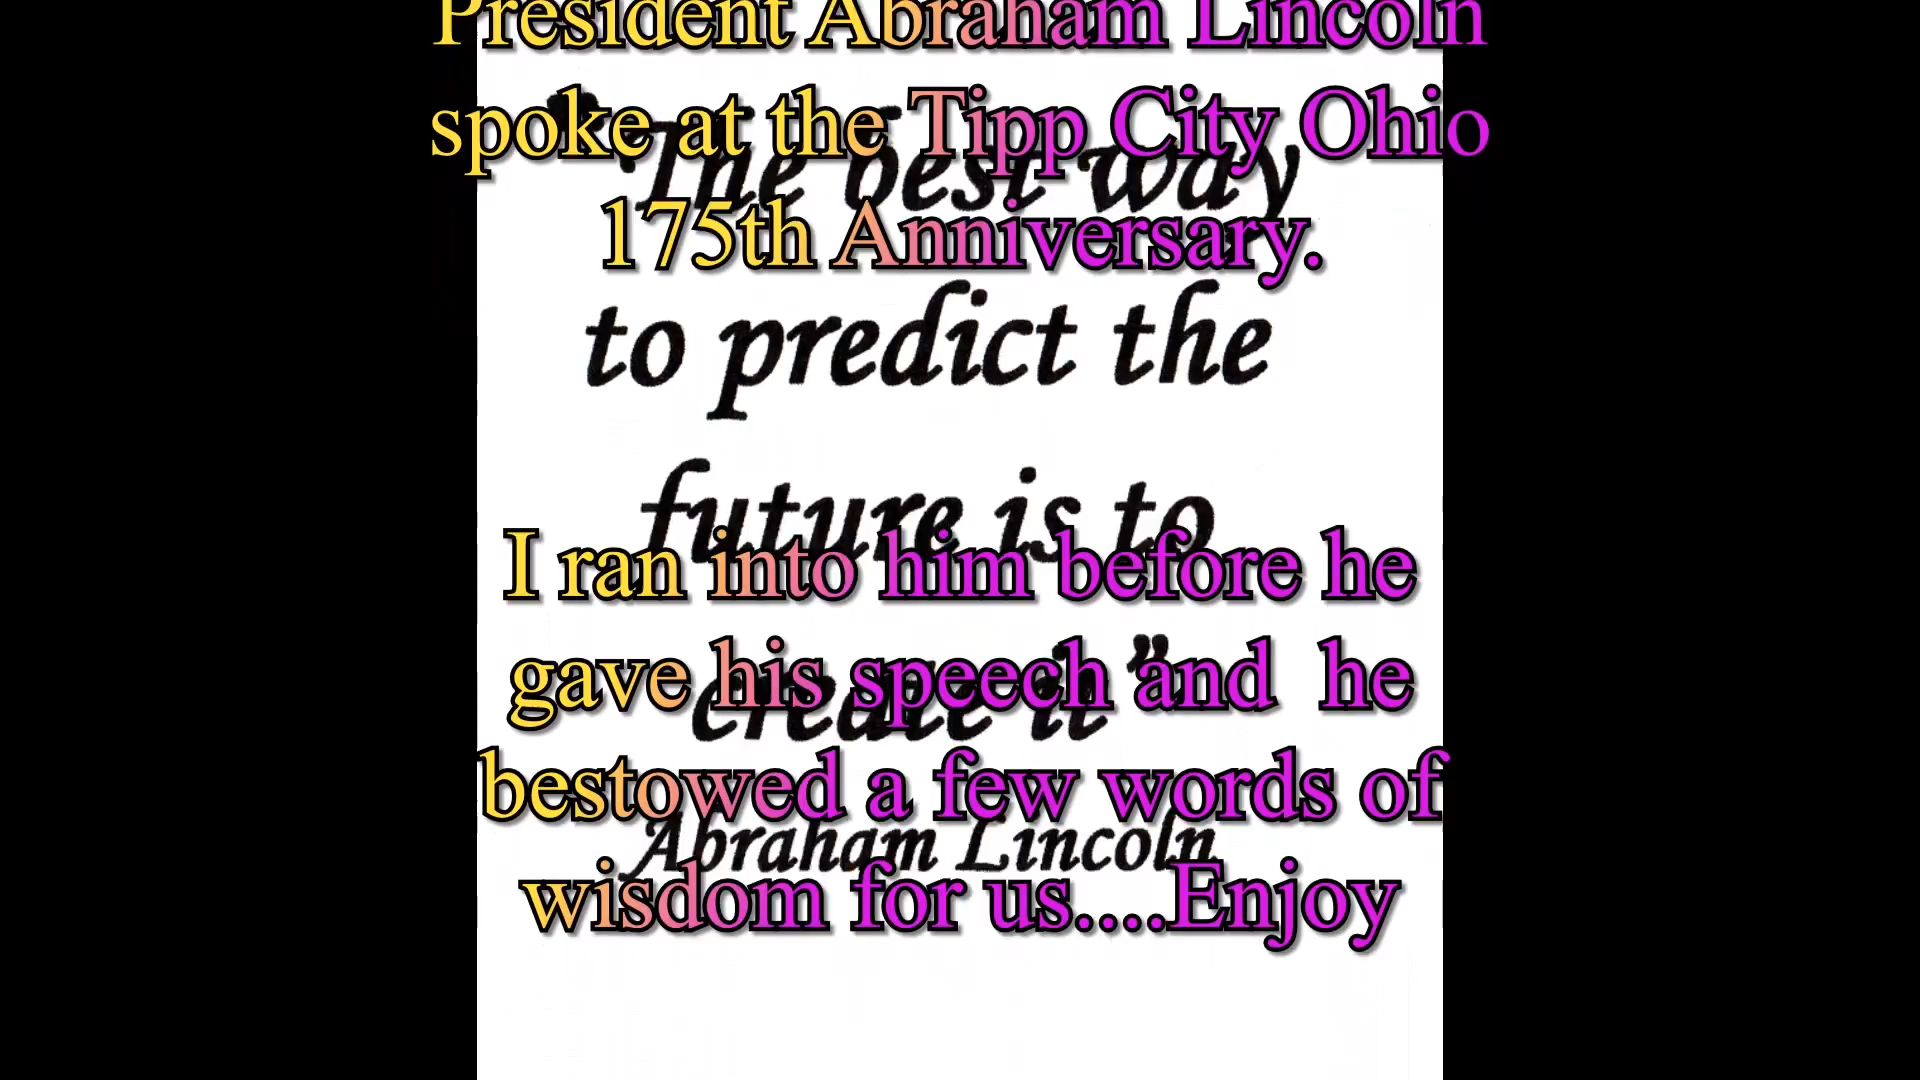 President Abraham Lincoln
spoke at the Tipp City Ohio
175th Anniversary.
I ran into him before he
gave his speech and he
bestowed a few words of
wisdom for us....Enjoy
"The best way
to predict the
future is to
create it"
Abraham Lincoln